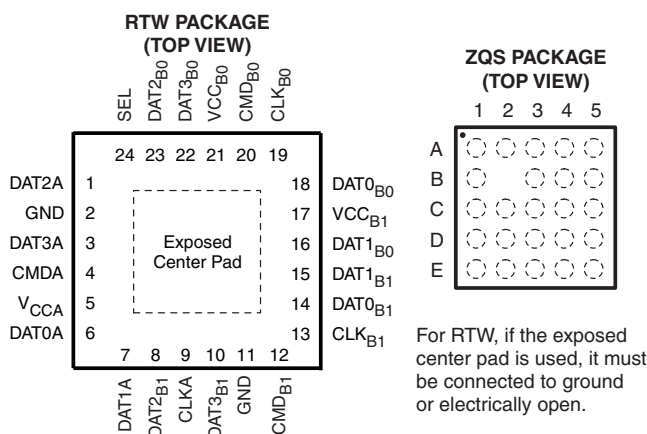 RTW PACKAGE
(TOP VIEW)
SEL
DAT2B0
DAT3B0
VCCB0
CMDB0
CLKB0
24 23 22 21 20 19
DAT2A 1
GND 2
DAT3A 3
CMDA 4
VCCA 5
DAT0A 6
Exposed
Center Pad
18 DAT0B0
17 VCCB1
16 DAT1B0
15 DAT1B1
14 DAT0B1
13 CLKB1
7 8 9 10 11 12
DAT1A
DAT2B1
CLKA
DAT3B1
GND
CMDB1
ZQS PACKAGE
(TOP VIEW)
1 2 3 4 5
A
B
C
D
E
For RTW, if the exposed
center pad is used, it must
be connected to ground
or electrically open.